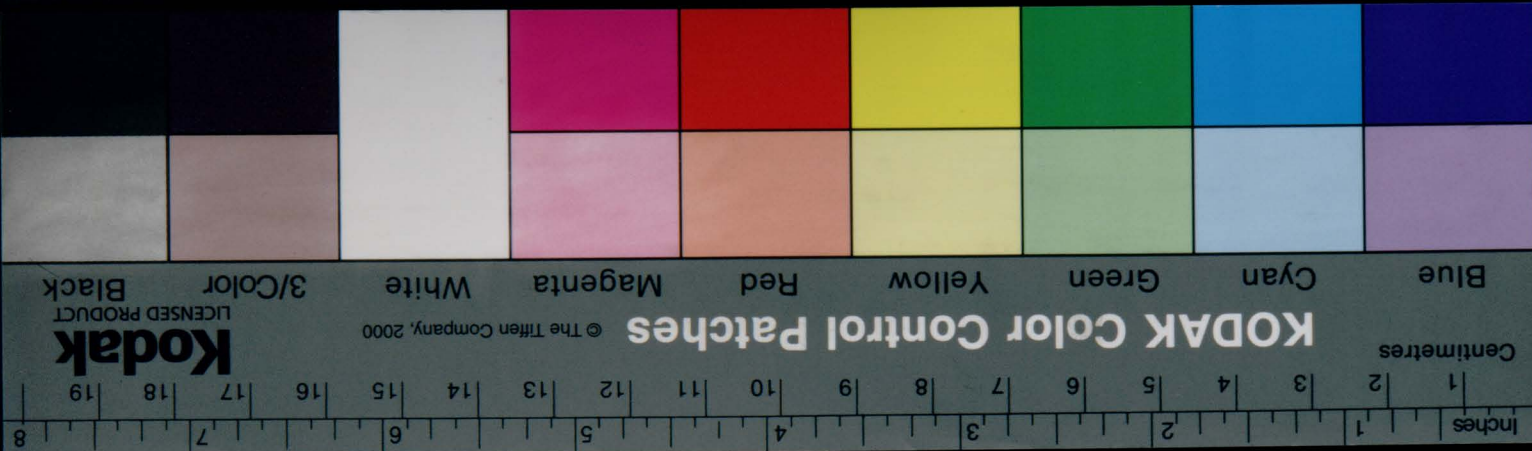 Inches 1 2 3 4 5 6 7 8
Centimetres 1 2 3 4 5 6 7 8 9 10 11 12 13 14 15 16 17 18 19
KODAK Color Control Patches © The Tiffen Company, 2000 Kodak
LICENSED PRODUCT
Blue Cyan Green Yellow Red Magenta White 3/Color Black